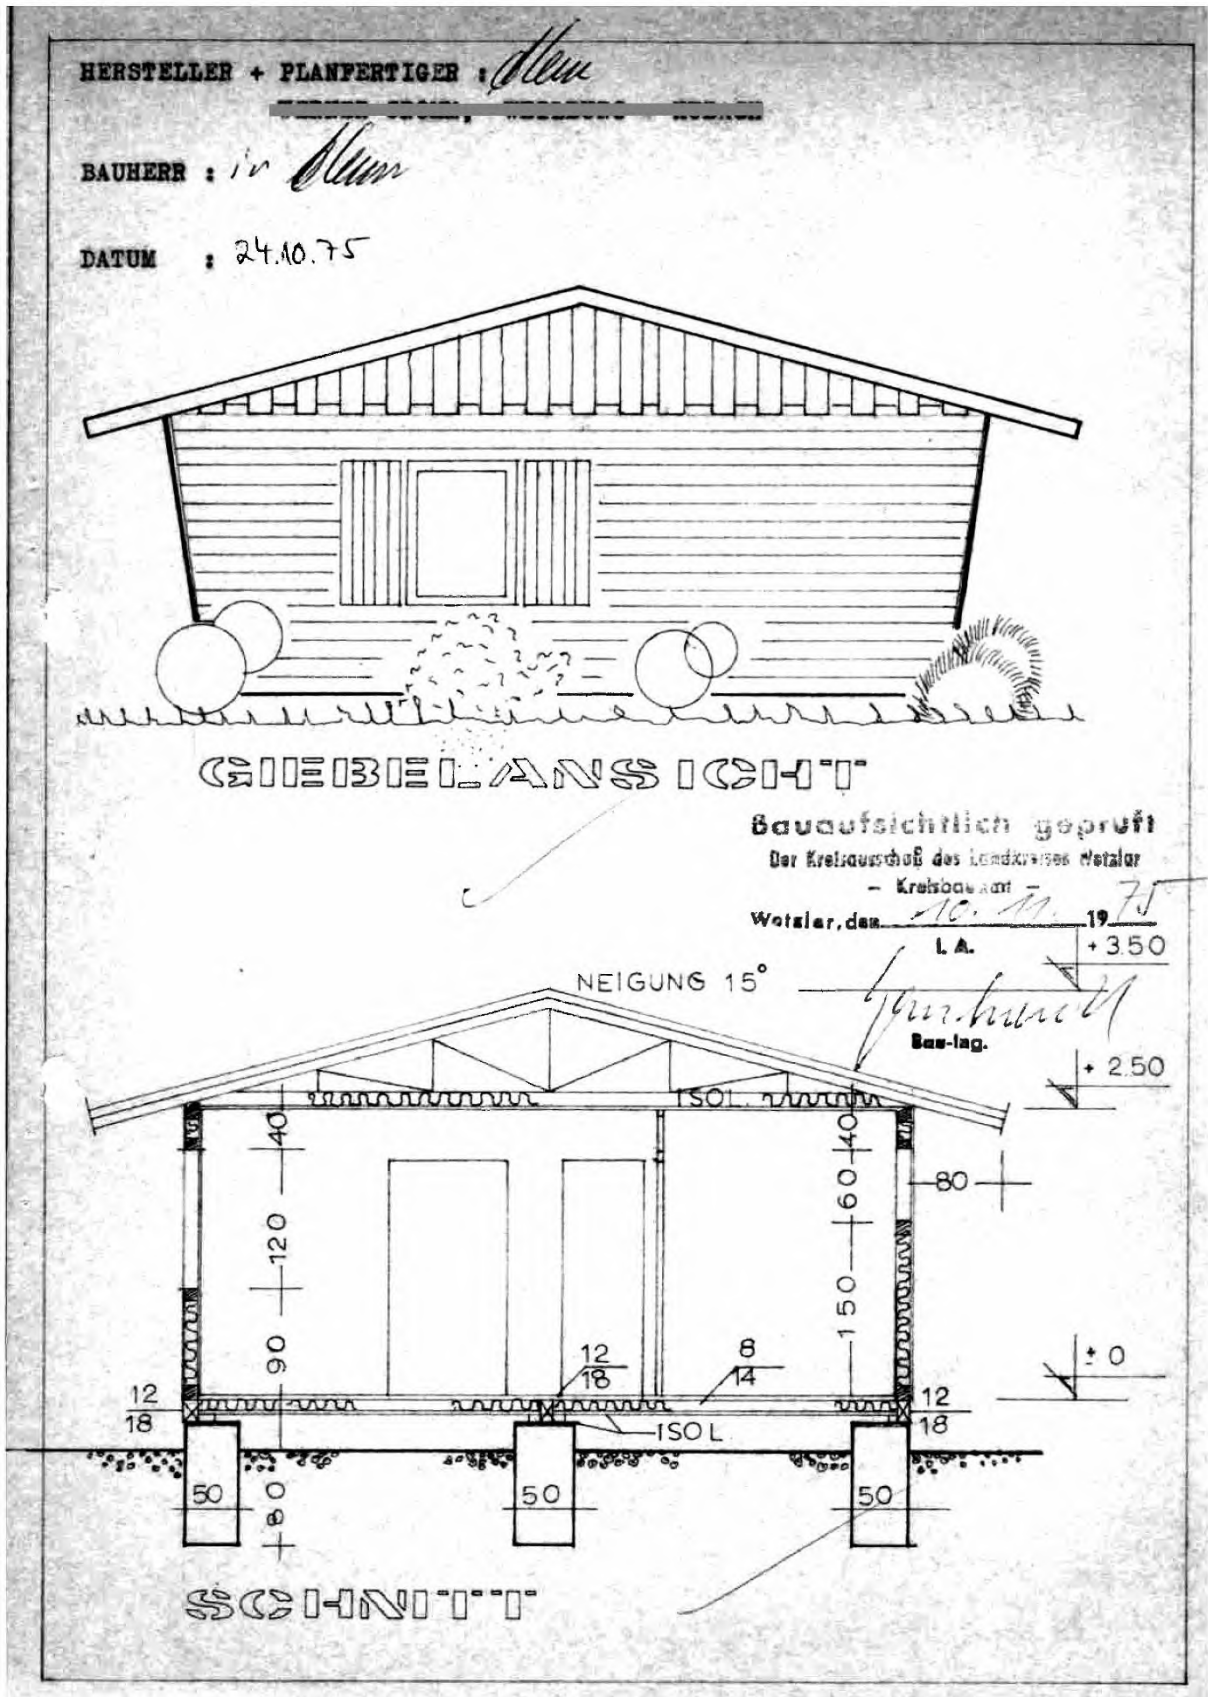 HERSTELLER + PLANFERTIGER :
BAUHERR :
DATUM : 24.10.75
GIEBELANSICHT
Bauaufsichtlich geprüft
Der Kreisausschuß des Landkreises Wetzlar
- Kreisbauamt -
Wetzlar, den 10. 11. 1975
I. A.
+ 3.50
NEIGUNG 15°
Bau-Ing.
+ 2.50
ISOL.
40
40
80
60
120
150
90
12
18
8
14
± 0
12
18
12
18
ISOL
50
80
50
50
SCHNITT